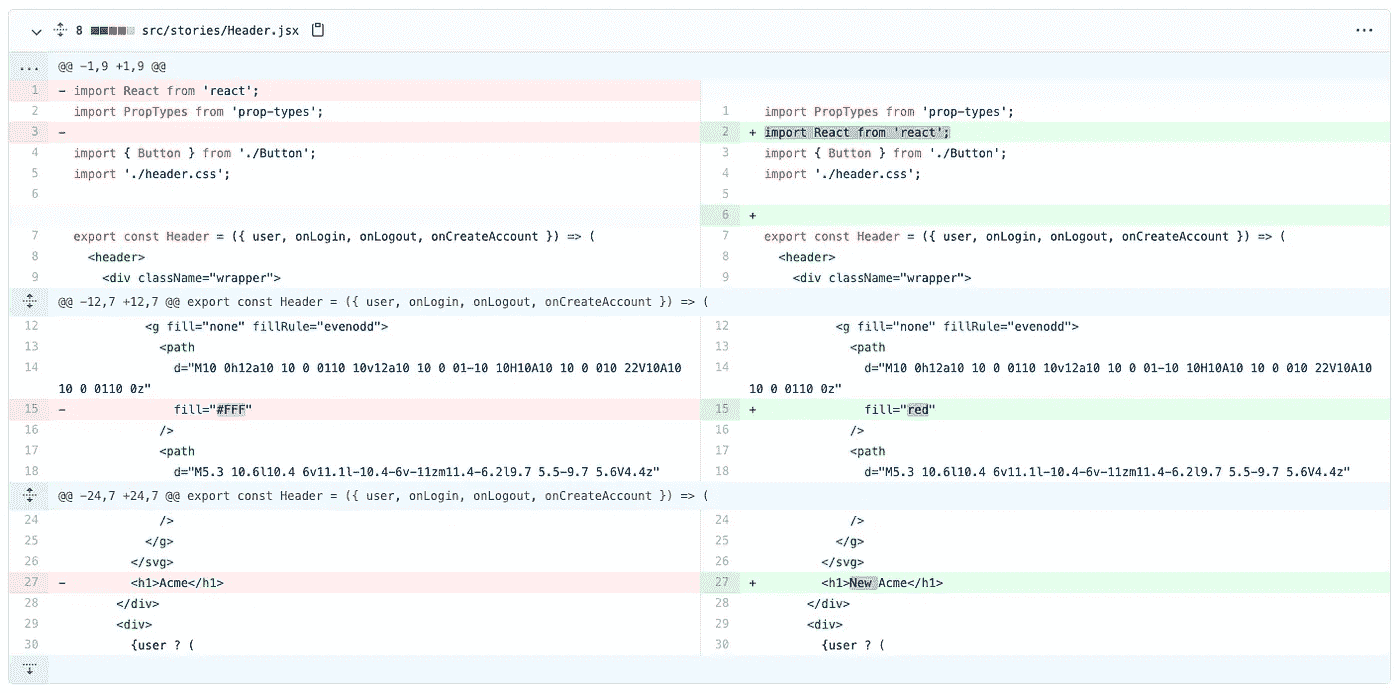 8 src/stories/Header.jsx ...
... @@ -1,9 +1,9 @@
1 - import React from 'react';
2 import PropTypes from 'prop-types'; 1 import PropTypes from 'prop-types';
3 - 2 + import React from 'react';
4 import { Button } from './Button'; 3 import { Button } from './Button';
5 import './header.css'; 4 import './header.css';
6 5
6 +
7 export const Header = ({ user, onLogin, onLogout, onCreateAccount }) => ( 7 export const Header = ({ user, onLogin, onLogout, onCreateAccount }) => (
8 <header> 8 <header>
9 <div className="wrapper"> 9 <div className="wrapper">
@@ -12,7 +12,7 @@ export const Header = ({ user, onLogin, onLogout, onCreateAccount }) => (
12 <g fill="none" fillRule="evenodd"> 12 <g fill="none" fillRule="evenodd">
13 <path 13 <path
14 d="M10 0h12a10 10 0 0110 10v12a10 10 0 01-10 10H10A10 10 0 010 22V10A10 14 d="M10 0h12a10 10 0 0110 10v12a10 10 0 01-10 10H10A10 10 0 010 22V10A10
10 0 0110 0z" 10 0 0110 0z"
15 - fill="#FFF" 15 + fill="red"
16 /> 16 />
17 <path 17 <path
18 d="M5.3 10.6l10.4 6v11.1l-10.4-6v-11zm11.4-6.2l9.7 5.5-9.7 5.6V4.4z" 18 d="M5.3 10.6l10.4 6v11.1l-10.4-6v-11zm11.4-6.2l9.7 5.5-9.7 5.6V4.4z"
@@ -24,7 +24,7 @@ export const Header = ({ user, onLogin, onLogout, onCreateAccount }) => (
24 /> 24 />
25 </g> 25 </g>
26 </svg> 26 </svg>
27 - <h1>Acme</h1> 27 + <h1>New Acme</h1>
28 </div> 28 </div>
29 <div> 29 <div>
30 {user ? ( 30 {user ? (